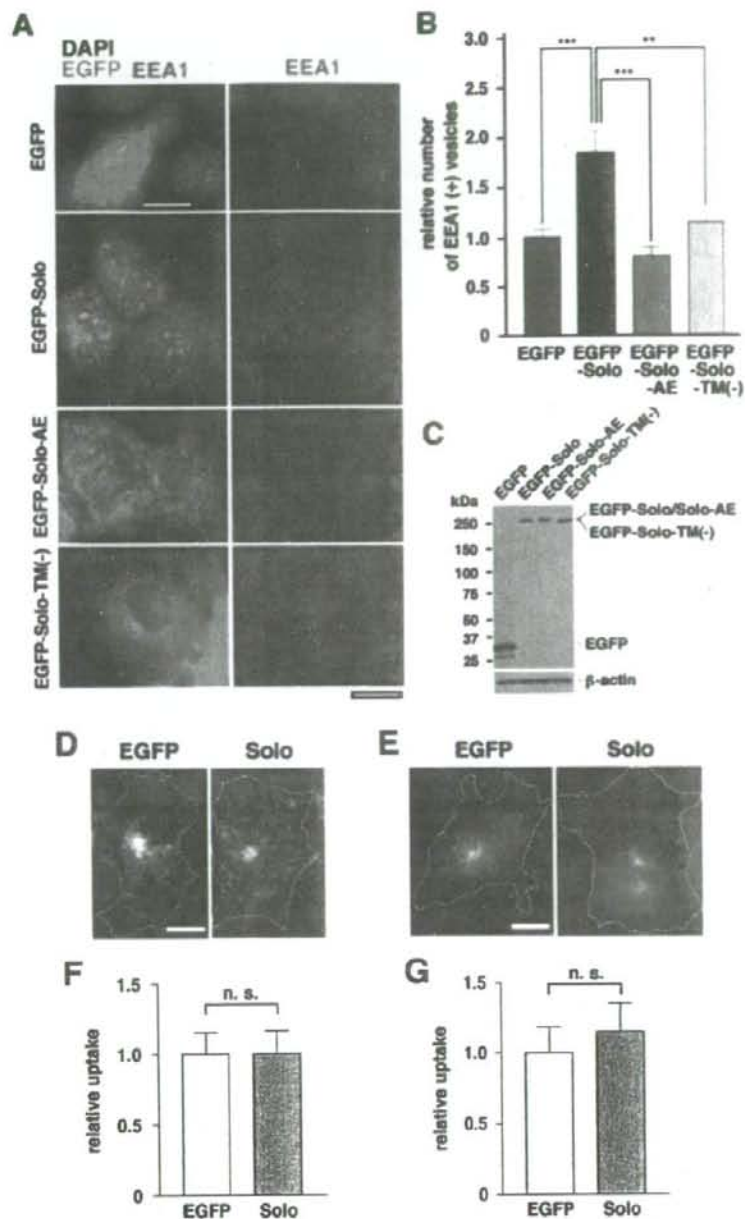 A
DAPI
EGFP EEA1
EEA1
EGFP
EGFP-Solo
EGFP-Solo-AE
EGFP-Solo-TM(-)
B
relative number
of EEA1 (+) vesicles
3.0
2.5
2.0
1.5
1.0
0.5
0
***
***
**
EGFP
EGFP
-Solo
EGFP
-Solo
-AE
EGFP
-Solo
-TM(-)
C
EGFP
EGFP-Solo
EGFP-Solo-AE
EGFP-Solo-TM(-)
kDa
250
150
100
75
50
37
25
EGFP-Solo/Solo-AE
EGFP-Solo-TM(-)
EGFP
β-actin
D
EGFP Solo
E
EGFP Solo
F
relative uptake
1.5
1.0
0.5
0
n. s.
EGFP Solo
G
relative uptake
1.5
1.0
0.5
0
n. s.
EGFP Solo